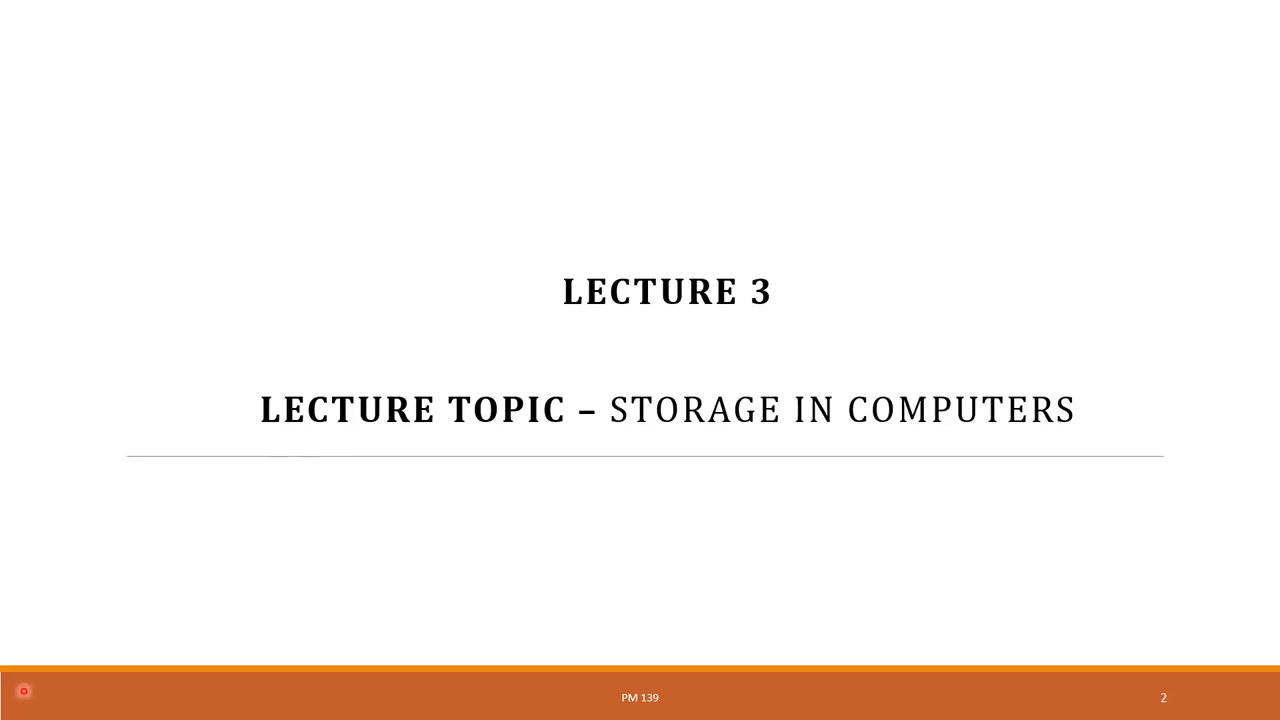 LECTURE 3
LECTURE TOPIC – STORAGE IN COMPUTERS
PM 139
2